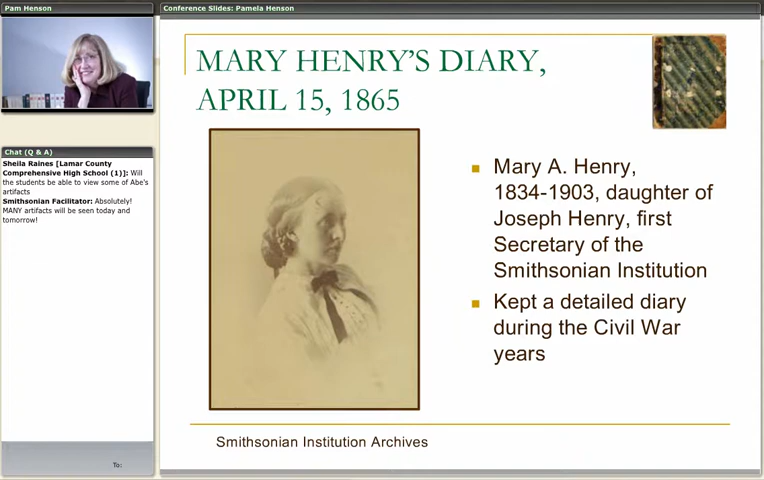 Pam Henson
Conference Slides: Pamela Henson
MARY HENRY'S DIARY,
APRIL 15, 1865
Mary A. Henry,
1834-1903, daughter of
Joseph Henry, first
Secretary of the
Smithsonian Institution
Kept a detailed diary
during the Civil War
years
Smithsonian Institution Archives
Chat (Q & A)
Sheila Raines [Lamar County
Comprehensive High School (1)]: Will
the students be able to view some of Abe's
artifacts
Smithsonian Facilitator: Absolutely!
MANY artifacts will be seen today and
tomorrow!
To: